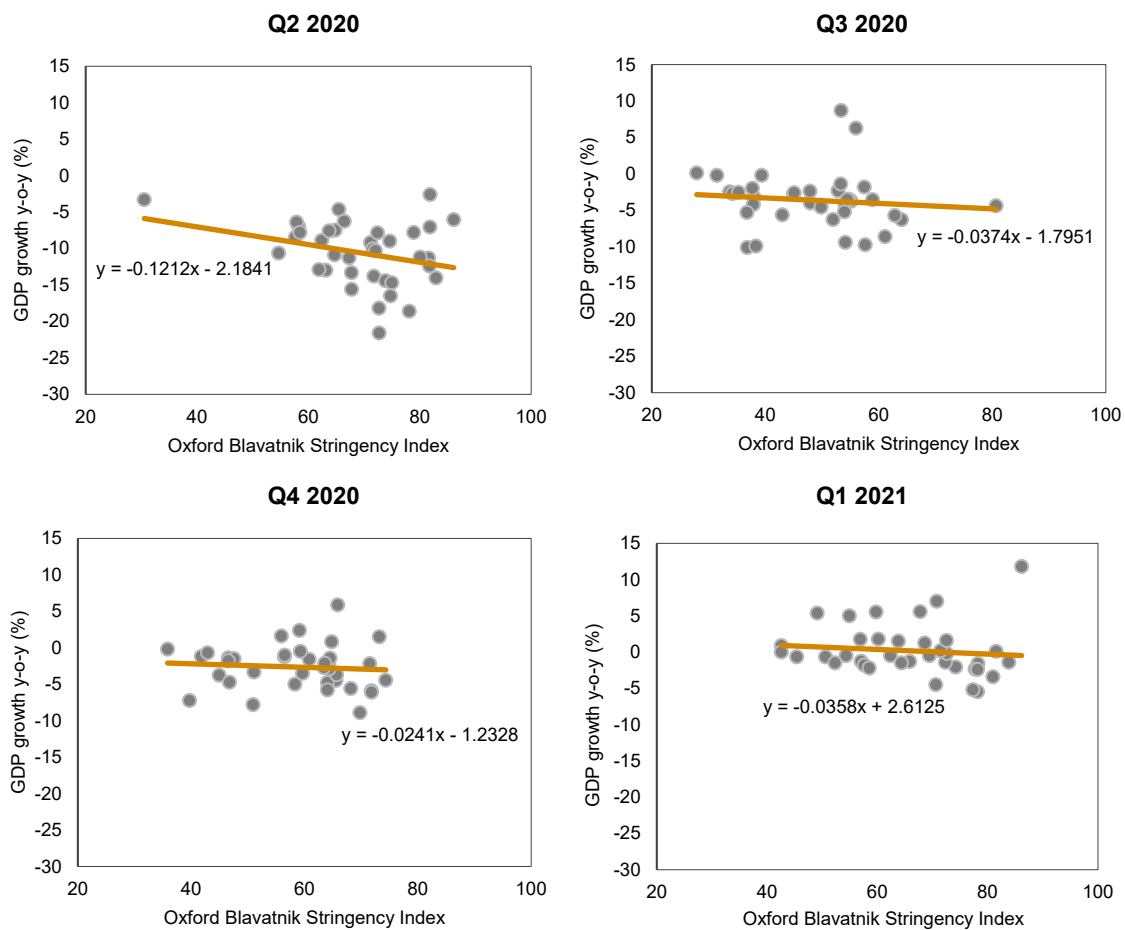 Q2 2020
15
10
5
0
-5
-10
-15
-20
-25
-30
GDP growth y-o-y (%)
y = -0.1212x - 2.1841
20 40 60 80 100
Oxford Blavatnik Stringency Index
Q3 2020
15
10
5
0
-5
-10
-15
-20
-25
-30
GDP growth y-o-y (%)
y = -0.0374x - 1.7951
20 40 60 80 100
Oxford Blavatnik Stringency Index
Q4 2020
15
10
5
0
-5
-10
-15
-20
-25
-30
GDP growth y-o-y (%)
y = -0.0241x - 1.2328
20 40 60 80 100
Oxford Blavatnik Stringency Index
Q1 2021
15
10
5
0
-5
-10
-15
-20
-25
-30
GDP growth y-o-y (%)
y = -0.0358x + 2.6125
20 40 60 80 100
Oxford Blavatnik Stringency Index